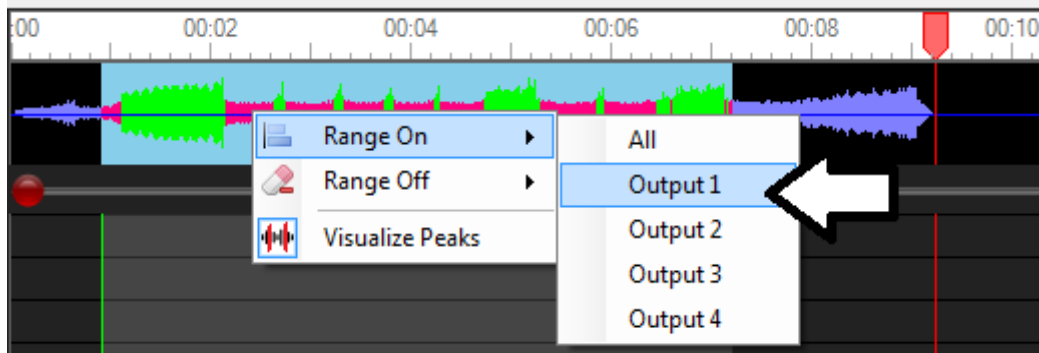 :00 00:02 00:04 00:06 00:08 00:10
Range On
Range Off
Visualize Peaks
All
Output 1
Output 2
Output 3
Output 4